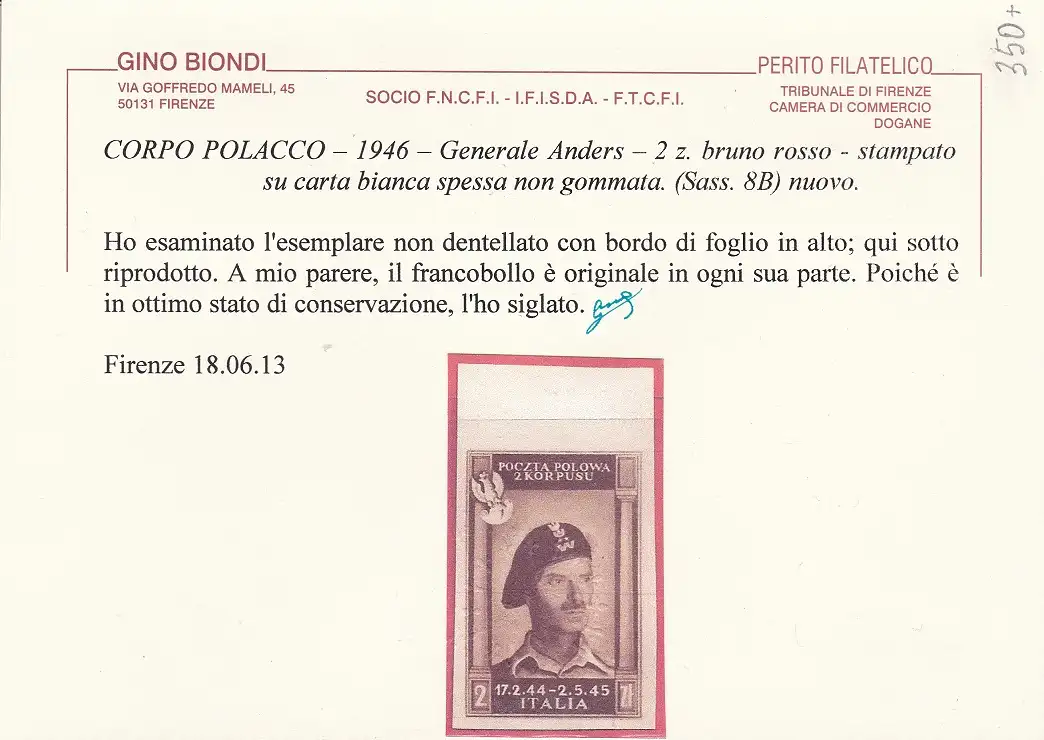 350+
GINO BIONDI
PERITO FILATELICO
VIA GOFFREDO MAMELI, 45
50131 FIRENZE
SOCIO F.N.C.F.I. - I.F.I.S.D.A. - F.T.C.F.I.
TRIBUNALE DI FIRENZE
CAMERA DI COMMERCIO
DOGANE
CORPO POLACCO – 1946 – Generale Anders – 2 z. bruno rosso - stampato
su carta bianca spessa non gommata. (Sass. 8B) nuovo.
Ho esaminato l'esemplare non dentellato con bordo di foglio in alto; qui sotto
riprodotto. A mio parere, il francobollo è originale in ogni sua parte. Poiché è
in ottimo stato di conservazione, l'ho siglato.
Firenze 18.06.13
POCZTA POLOWA
2 KORPUSU
2 17.2.44–2.5.45 zł
ITALIA